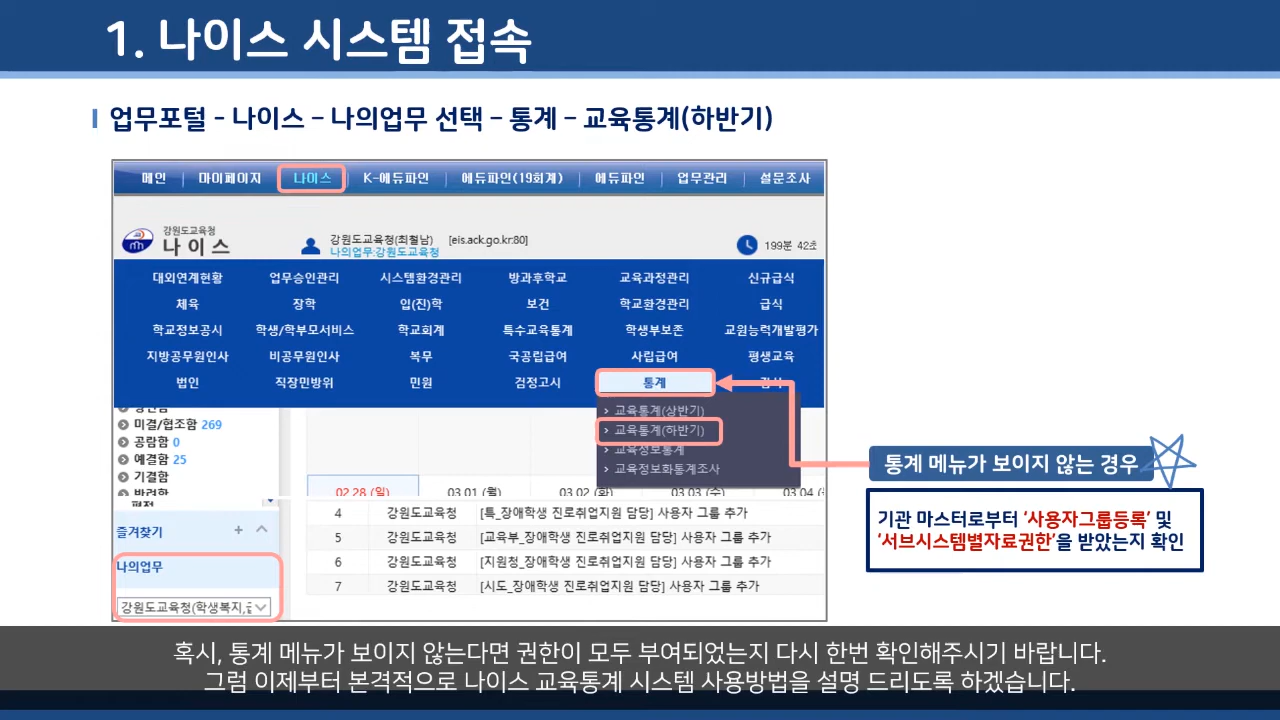 1. 나이스 시스템 접속
업무포털 - 나이스 – 나의업무 선택 – 통계 – 교육통계(하반기)
메인 | 마이페이지 | 나이스 | K-에듀파인 | 에듀파인(19회계) | 에듀파인 | 업무관리 | 설문조사
강원도교육청
나이스
강원도교육청(최철남) [eis.ack.go.kr:80]
나의업무:강원도교육청
199분 42초
대외연계현황 업무승인관리 시스템환경관리 방과후학교 교육과정관리 신규급식
체육 장학 입(진)학 보건 학교환경관리 급식
학교정보공시 학생/학부모서비스 학교회계 특수교육통계 학생부보존 교원능력개발평가
지방공무원인사 비공무원인사 복무 국공립급여 사립급여 평생교육
법인 직장민방위 민원 검정고시 통계
› 교육통계(상반기)
› 교육통계(하반기)
› 교육정보통계
› 교육정보화통계조사
미결/협조함 269
공람함 0
예결함 25
기결함
반려함
02.28 (일) 03.01 (월) 03.02 (화) 03.03 (수) 03.04
4 강원도교육청 [특_장애학생 진로취업지원 담당] 사용자 그룹 추가
5 강원도교육청 [교육부_장애학생 진로취업지원 담당] 사용자 그룹 추가
6 강원도교육청 [지원청_장애학생 진로취업지원 담당] 사용자 그룹 추가
7 강원도교육청 [시도_장애학생 진로취업지원 담당] 사용자 그룹 추가
즐겨찾기 +
나의업무
강원도교육청(학생복지,
통계 메뉴가 보이지 않는 경우
기관 마스터로부터 ‘사용자그룹등록’ 및
‘서브시스템별자료권한’을 받았는지 확인
혹시, 통계 메뉴가 보이지 않는다면 권한이 모두 부여되었는지 다시 한번 확인해주시기 바랍니다.
그럼 이제부터 본격적으로 나이스 교육통계 시스템 사용방법을 설명 드리도록 하겠습니다.